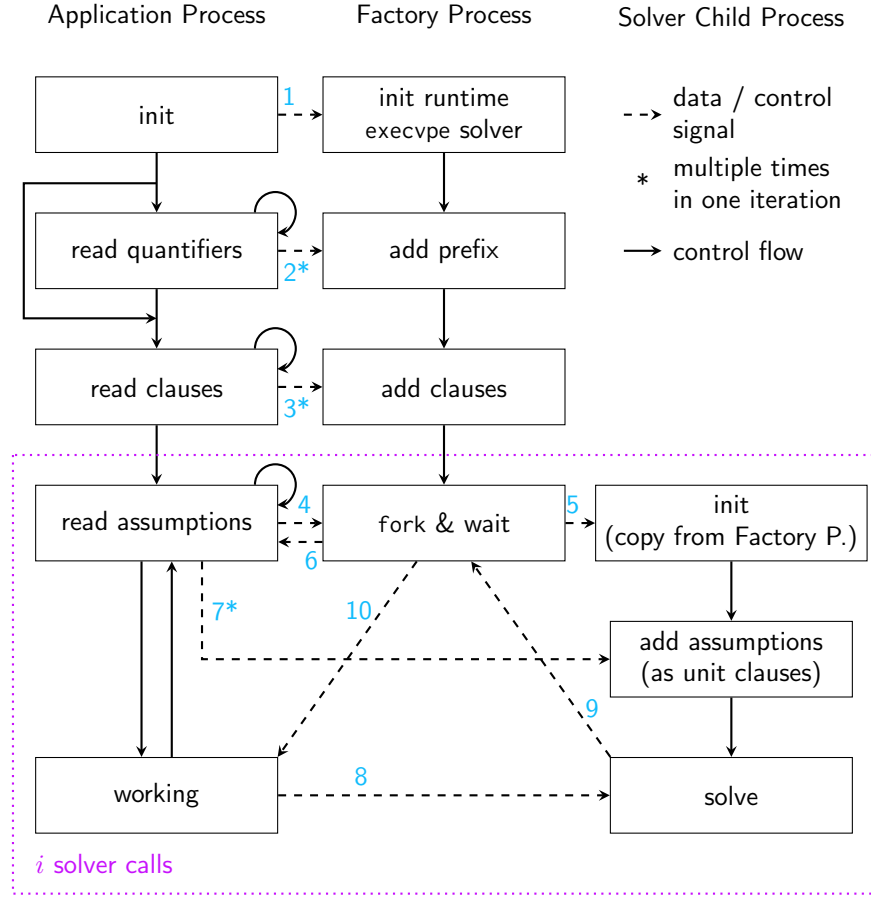 Application Process
Factory Process
Solver Child Process
init
1
init runtime
execvpe solver
data / control
signal
* multiple times
in one iteration
read quantifiers
2*
add prefix
control flow
read clauses
3*
add clauses
read assumptions
4
6
fork & wait
5
init
(copy from Factory P.)
7*
10
add assumptions
(as unit clauses)
9
working
8
solve
i solver calls